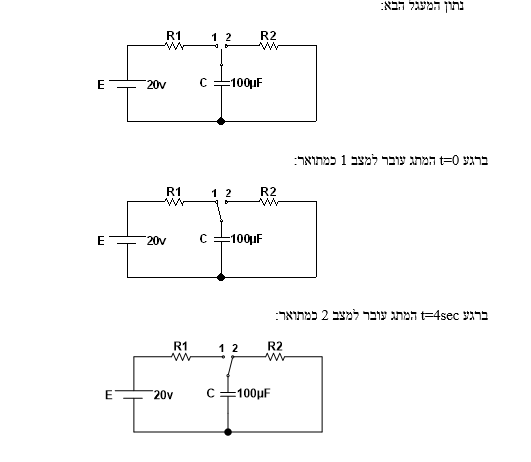 נתון המעגל הבא:
R1 1 2 R2
E 20v C 100µF
ברגע t=0 המתג עובר למצב 1 כמתואר:
R1 1 2 R2
E 20v C 100µF
ברגע t=4sec המתג עובר למצב 2 כמתואר:
R1 1 2 R2
E 20v C 100µF